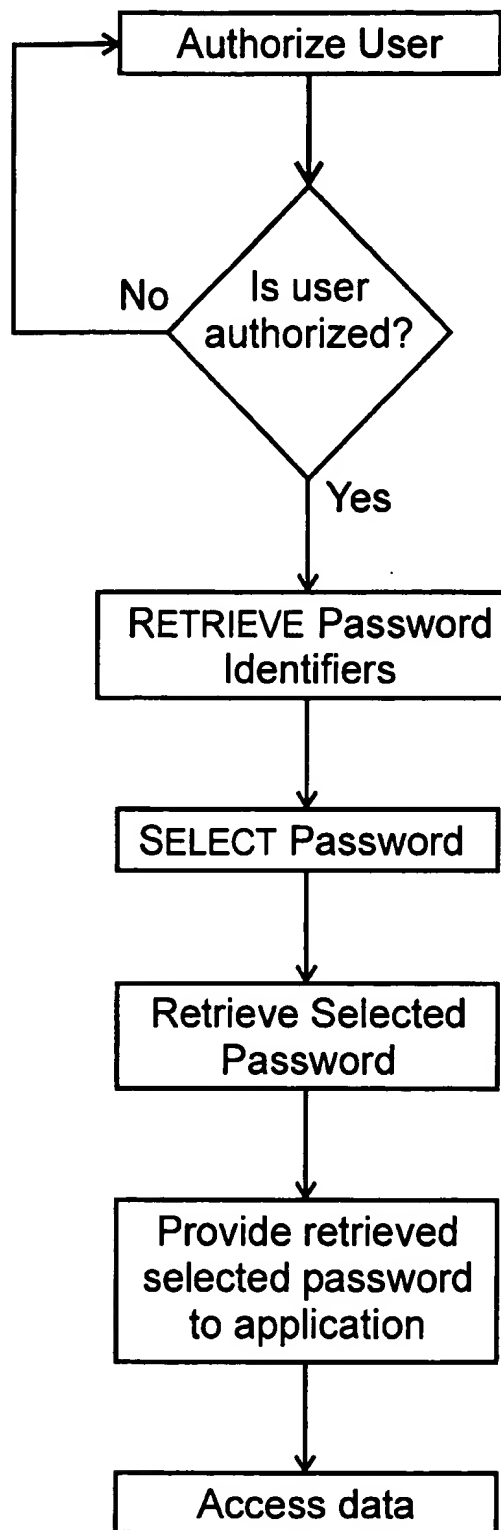 Authorize User
No
Is user
authorized?
Yes
RETRIEVE Password
Identifiers
SELECT Password
Retrieve Selected
Password
Provide retrieved
selected password
to application
Access data